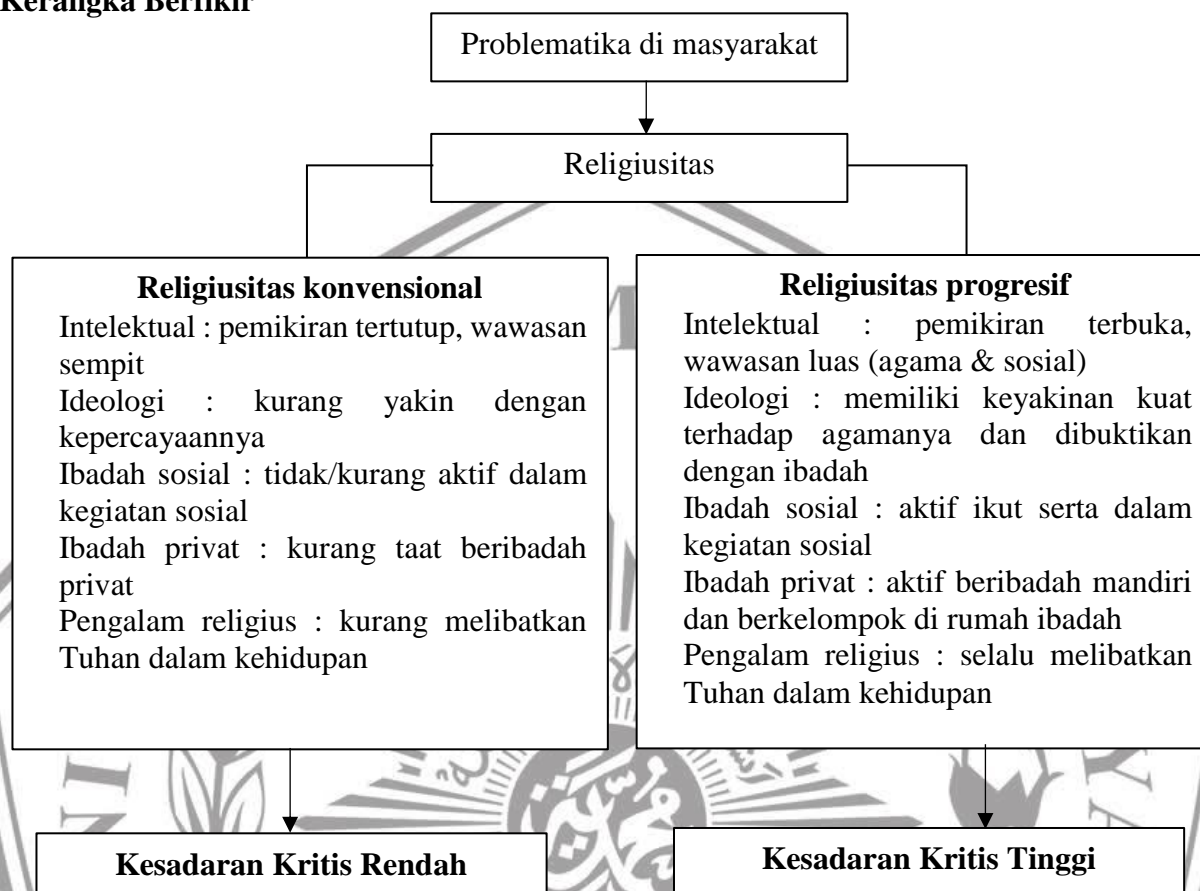 Kerangka Berfikir
Problematika di masyarakat
Religiusitas
Religiusitas konvensional
Intelektual : pemikiran tertutup, wawasan
sempit
Ideologi : kurang yakin dengan
kepercayaannya
Ibadah sosial : tidak/kurang aktif dalam
kegiatan sosial
Ibadah privat : kurang taat beribadah
privat
Pengalam religius : kurang melibatkan
Tuhan dalam kehidupan
Religiusitas progresif
Intelektual : pemikiran terbuka,
wawasan luas (agama & sosial)
Ideologi : memiliki keyakinan kuat
terhadap agamanya dan dibuktikan
dengan ibadah
Ibadah sosial : aktif ikut serta dalam
kegiatan sosial
Ibadah privat : aktif beribadah mandiri
dan berkelompok di rumah ibadah
Pengalam religius : selalu melibatkan
Tuhan dalam kehidupan
Kesadaran Kritis Rendah
Kesadaran Kritis Tinggi